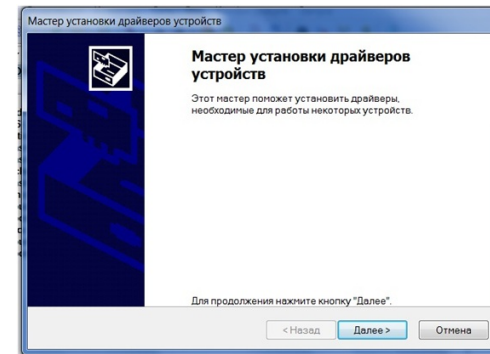 Мастер установки драйверов устройств
Мастер установки драйверов
устройств
Этот мастер поможет установить драйверы,
необходимые для работы некоторых устройств.
Для продолжения нажмите кнопку "Далее".
< Назад
Далее >
Отмена